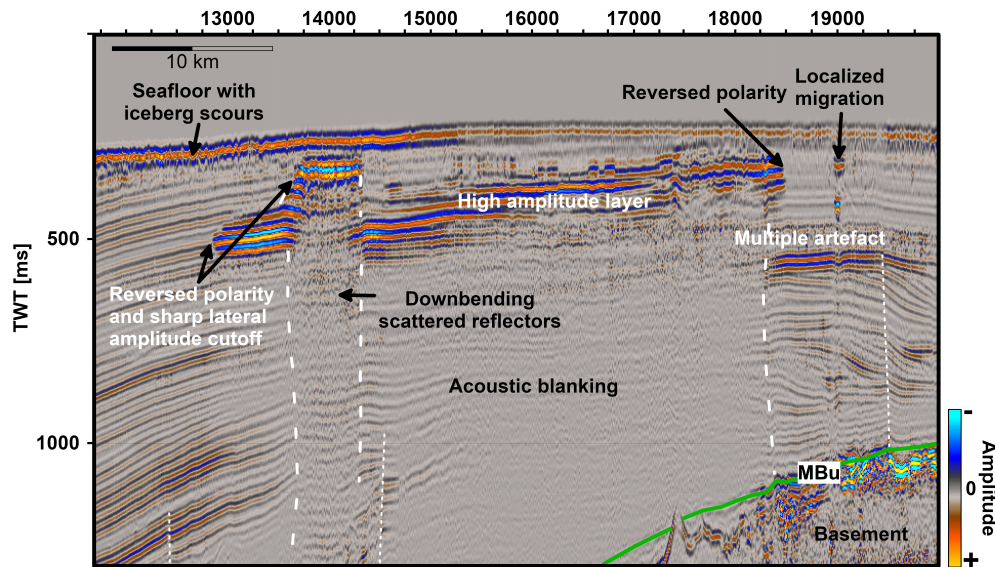 13000 14000 15000 16000 17000 18000 19000
10 km
Seafloor with
iceberg scours
Reversed polarity
Localized
migration
High amplitude layer
500
Multiple artefact
TWT [ms]
Reversed polarity
and sharp lateral
amplitude cutoff
Downbending
scattered reflectors
Acoustic blanking
1000
MBu
Basement
-
0
+
Amplitude